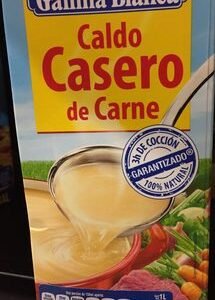 Gallina Blanca
Caldo
Casero
de Carne
3h DE COCCIÓN
GARANTIZADO*
100% NATURAL
1L